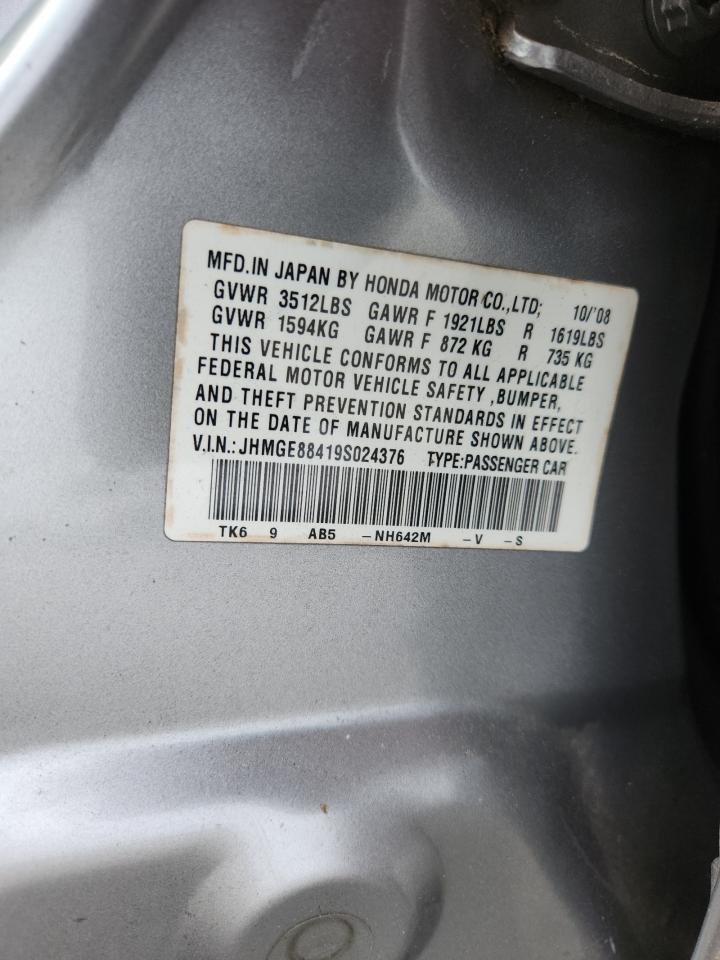 MFD.IN JAPAN BY HONDA MOTOR CO.,LTD; 10/'08
GVWR 3512LBS GAWR F 1921LBS R 1619LBS
GVWR 1594KG GAWR F 872 KG R 735 KG
THIS VEHICLE CONFORMS TO ALL APPLICABLE
FEDERAL MOTOR VEHICLE SAFETY ,BUMPER,
AND THEFT PREVENTION STANDARDS IN EFFECT
ON THE DATE OF MANUFACTURE SHOWN ABOVE.
V.I.N.: JHMGE88419S024376 TYPE:PASSENGER CAR
TK6 9 AB5 -NH642M -V -S